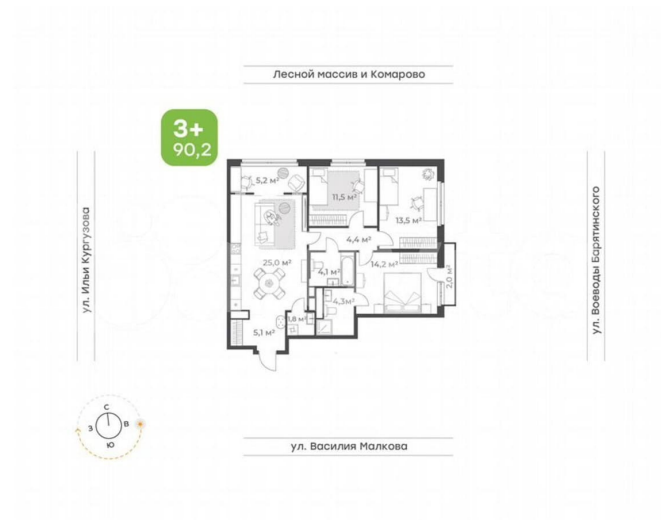 Лесной массив и Комарово
3+
90,2
5,2 м²
11,5 м²
13,5 м²
4,4 м²
25,0 м²
4,1 м²
14,2 м²
2,0 м²
4,3 м²
1,8 м²
5,1 м²
ул. Ильи Кургузова
ул. Воеводы Барятинского
С
З
В
Ю
ул. Василия Малкова